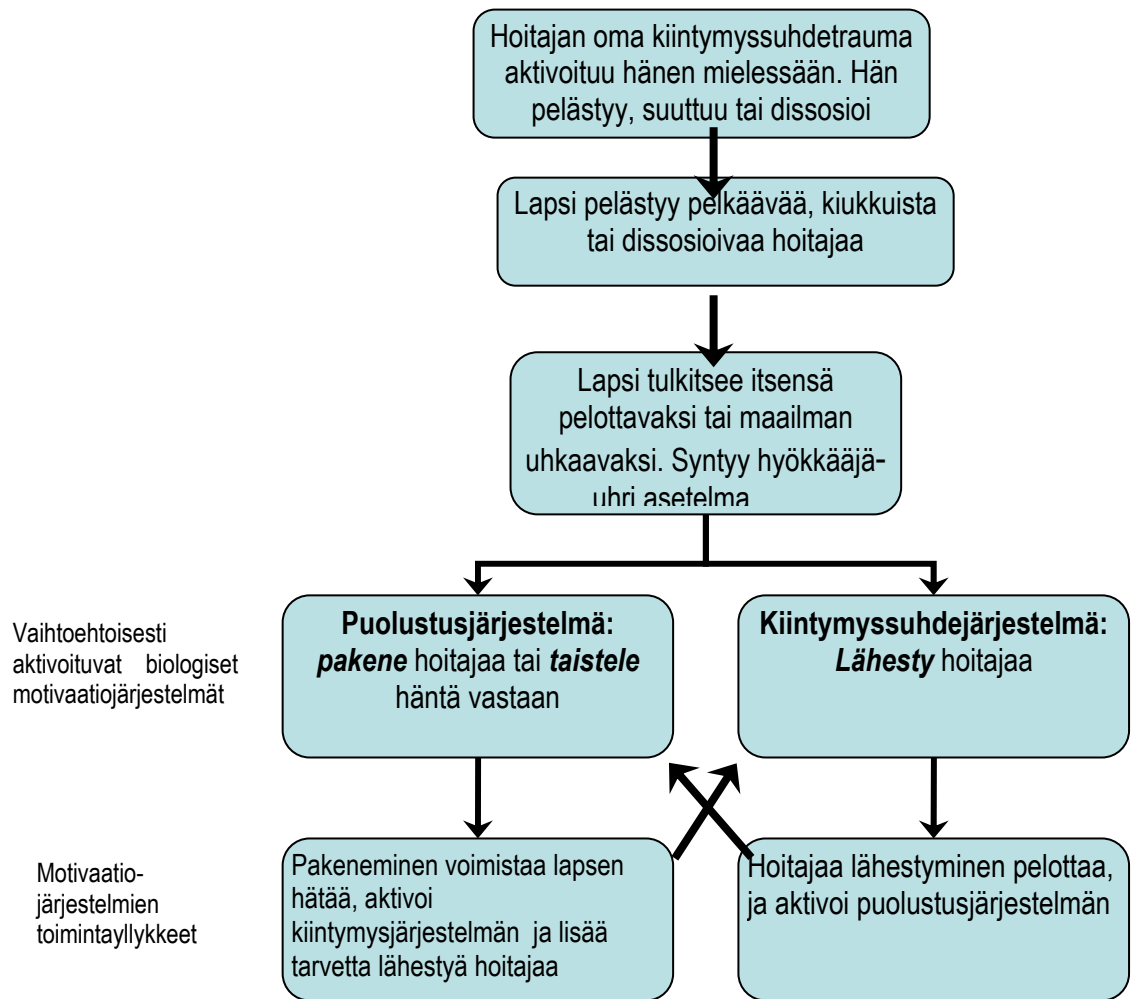 Hoitajan oma kiintymyssuhdetrauma
aktivoituu hänen mielessään. Hän
pelästyy, suuttuu tai dissosioi
Lapsi pelästyy pelkäävää, kiukkuista
tai dissosioivaa hoitajaa
Lapsi tulkitsee itsensä
pelottavaksi tai maailman
uhkaavaksi. Syntyy hyökkääjä-
uhri asetelma
Vaihtoehtoisesti
aktivoituvat biologiset
motivaatiojärjestelmät
Puolustusjärjestelmä:
pakene hoitajaa tai taistele
häntä vastaan
Kiintymyssuhdejärjestelmä:
Lähesty hoitajaa
Motivaatio-
järjestelmien
toimintayllykkeet
Pakeneminen voimistaa lapsen
hätää, aktivoi
kiintymysjärjestelmän ja lisää
tarvetta lähestyä hoitajaa
Hoitajaa lähestyminen pelottaa,
ja aktivoi puolustusjärjestelmän